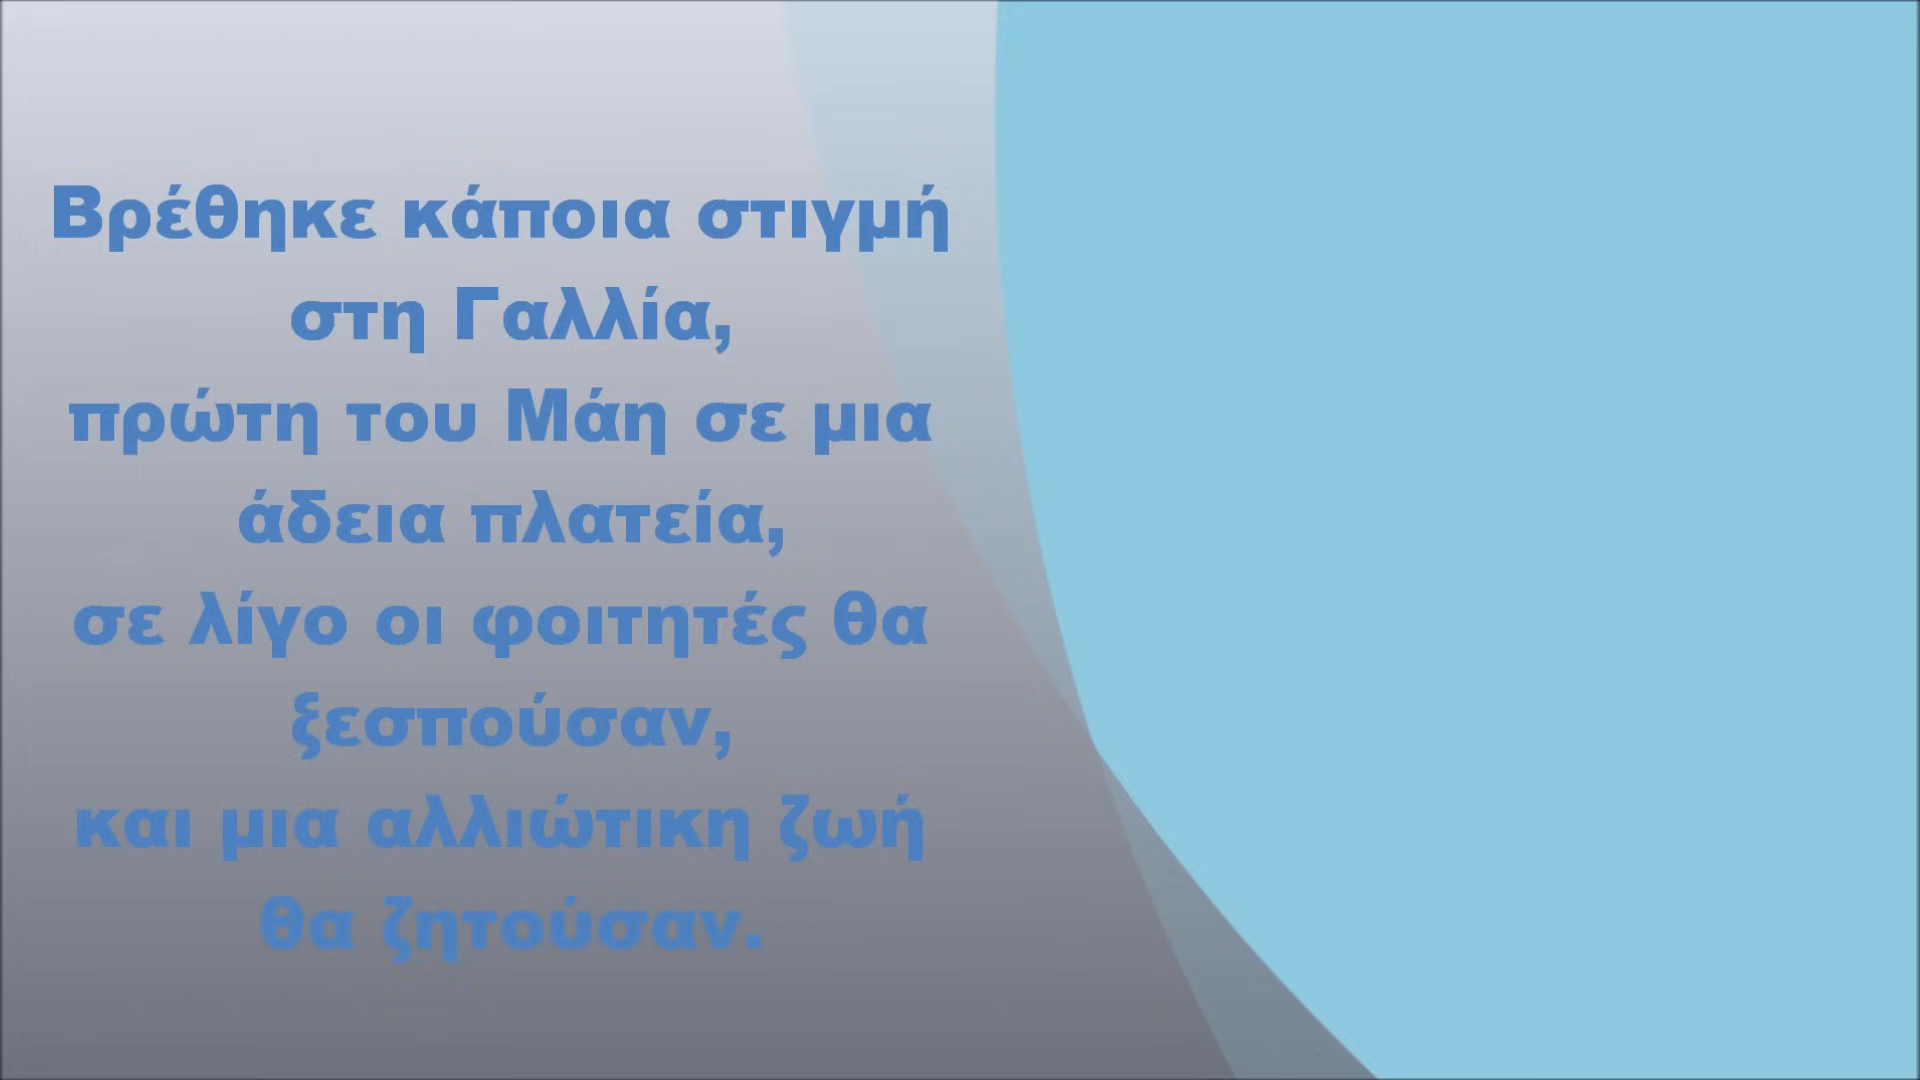 Βρέθηκε κάποια στιγμή
στη Γαλλία,
πρώτη του Μάη σε μια
άδεια πλατεία,
σε λίγο οι φοιτητές θα
ξεσπούσαν,
και μια αλλιώτικη ζωή
θα ζητούσαν.